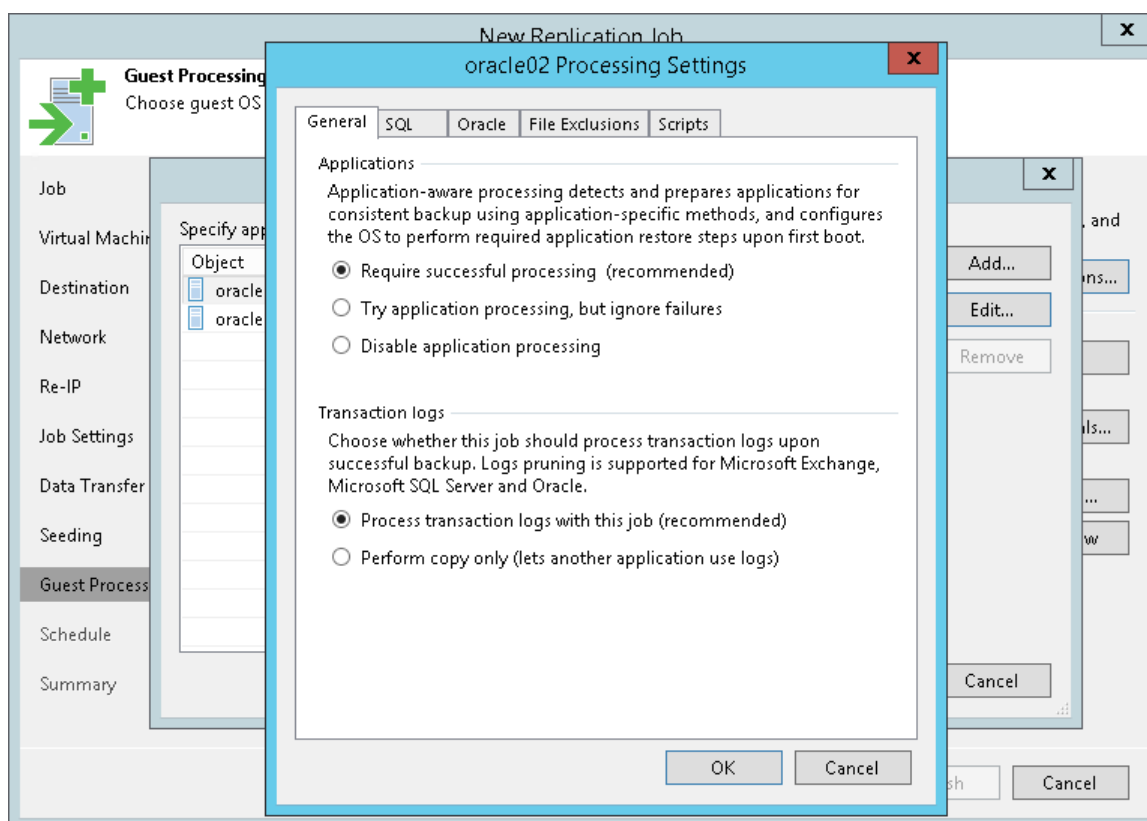 New Replication Job
x
Guest Processing
Choose guest OS
oracle02 Processing Settings
x
General
SQL
Oracle
File Exclusions
Scripts
Applications
Application-aware processing detects and prepares applications for
consistent backup using application-specific methods, and configures
the OS to perform required application restore steps upon first boot.
Require successful processing (recommended)
Try application processing, but ignore failures
Disable application processing
Transaction logs
Choose whether this job should process transaction logs upon
successful backup. Logs pruning is supported for Microsoft Exchange,
Microsoft SQL Server and Oracle.
Process transaction logs with this job (recommended)
Perform copy only (lets another application use logs)
OK
Cancel
x
Specify app
Object
oracle
oracle
Add...
Edit...
Remove
Cancel
Job
Virtual Machin
Destination
Network
Re-IP
Job Settings
Data Transfer
Seeding
Guest Process
Schedule
Summary
, and
ns...
ls...
...
w
sh
Cancel